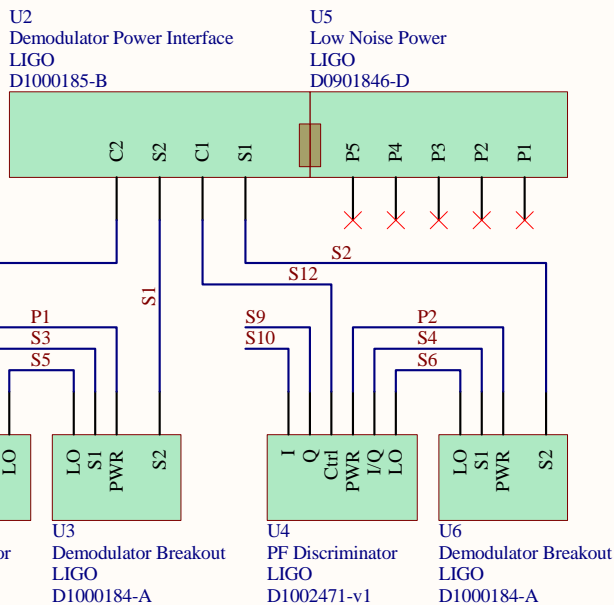 U2
Demodulator Power Interface
LIGO
D1000185-B
U5
Low Noise Power
LIGO
D0901846-D
C2
S2
C1
S1
P5
P4
P3
P2
P1
S2
S12
S1
P1
S3
S5
S9
S10
P2
S4
S6
LO
LO
S1
PWR
S2
I
Q
Ctrl
PWR
I/Q
LO
LO
S1
PWR
S2
or
U3
Demodulator Breakout
LIGO
D1000184-A
U4
PF Discriminator
LIGO
D1002471-v1
U6
Demodulator Breakout
LIGO
D1000184-A